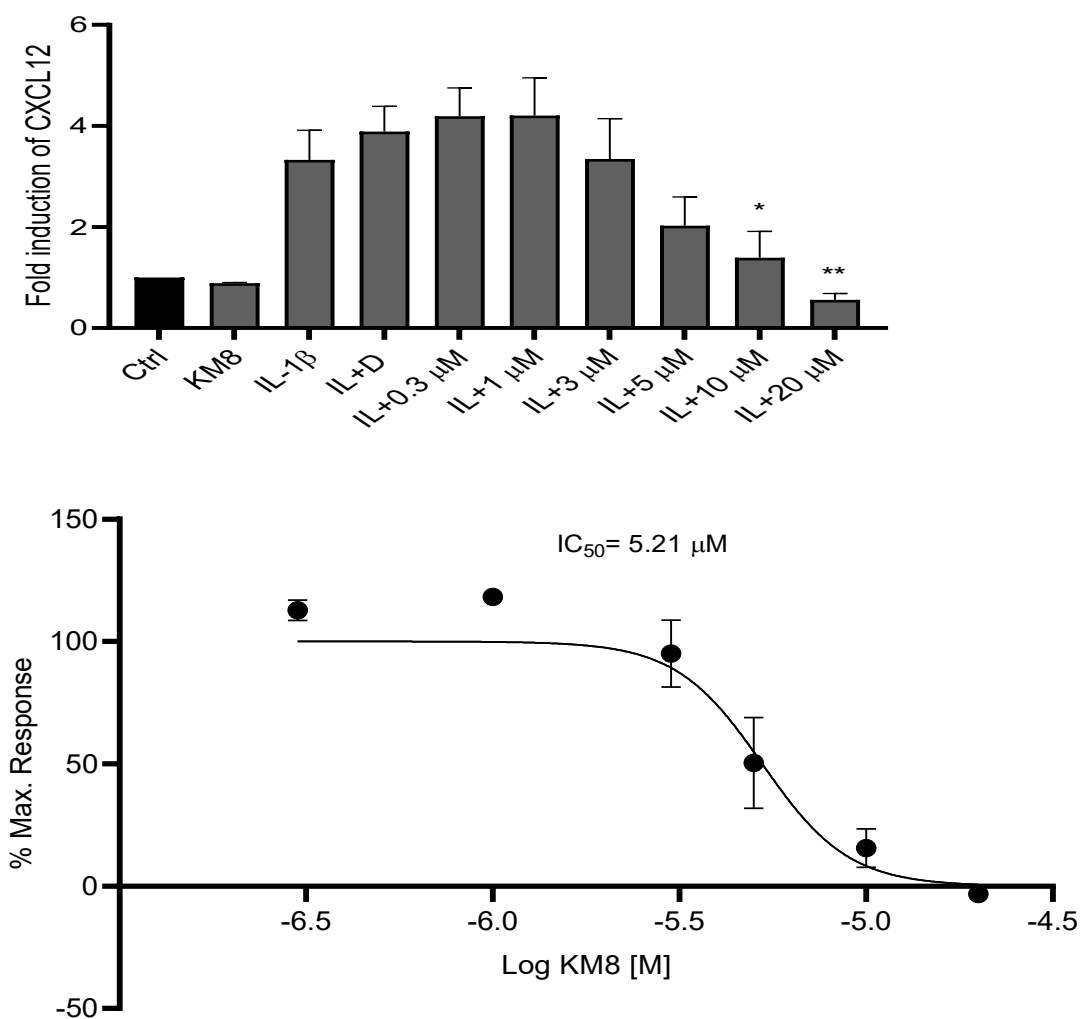 Fold induction of CXCL12
6
4
2
0
*
**
Ctrl
KM8
IL-1β
IL+D
IL+0.3 μM
IL+1 μM
IL+3 μM
IL+5 μM
IL+10 μM
IL+20 μM
% Max. Response
150
100
50
0
-50
IC₅₀= 5.21 μM
-6.5
-6.0
-5.5
-5.0
-4.5
Log KM8 [M]